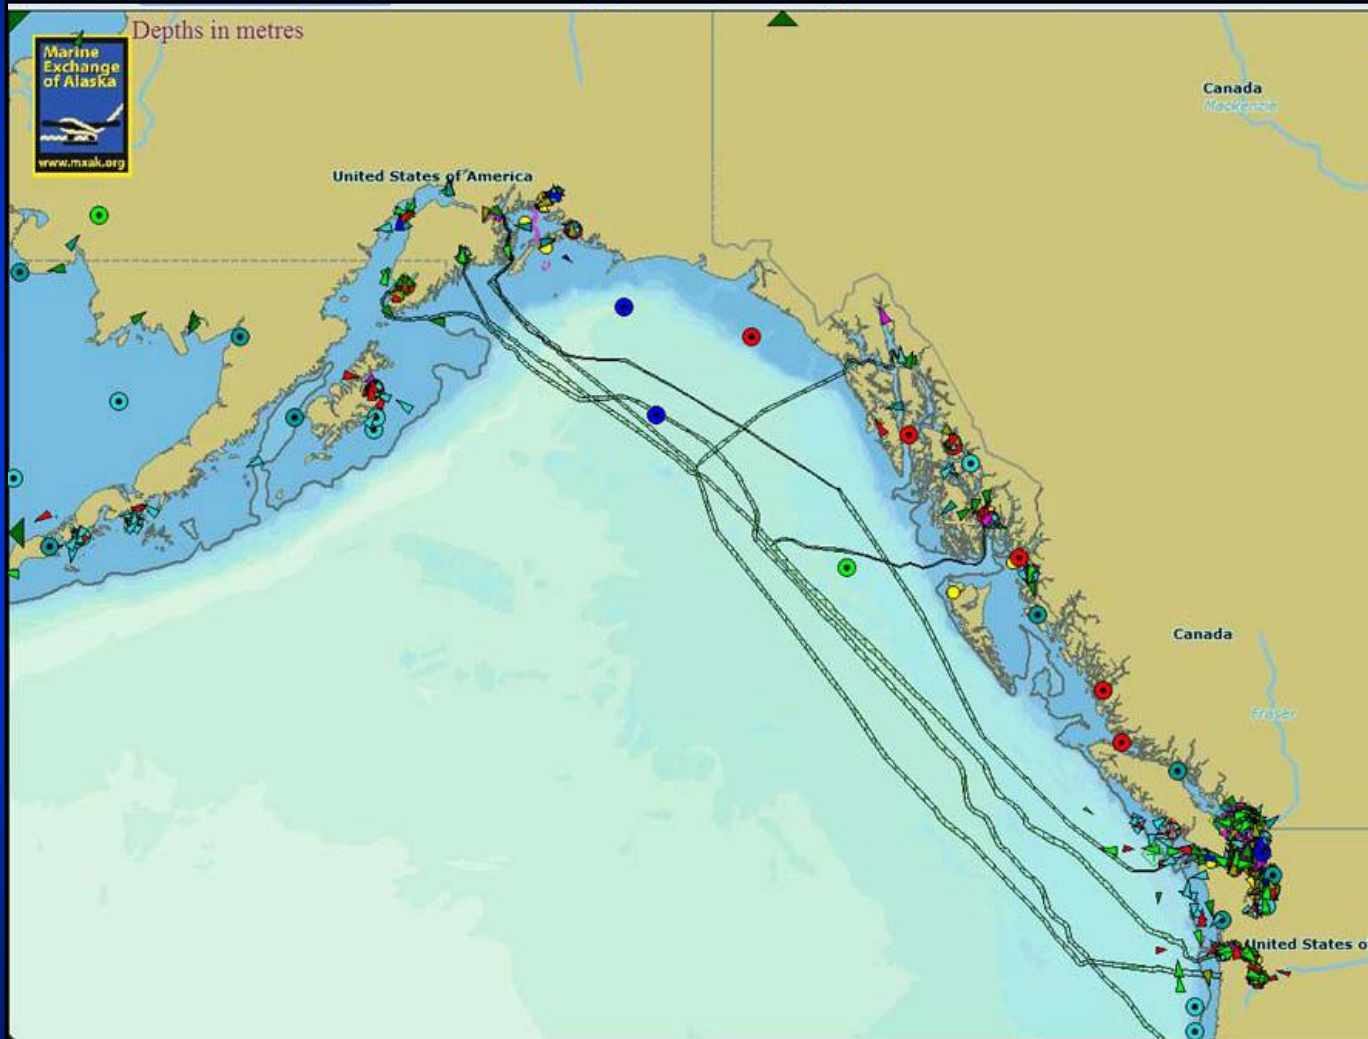 Depths in metres
Marine
Exchange
of Alaska
www.mxak.org
Canada
Mackenzie
United States of America
Canada
Fraser
United States o